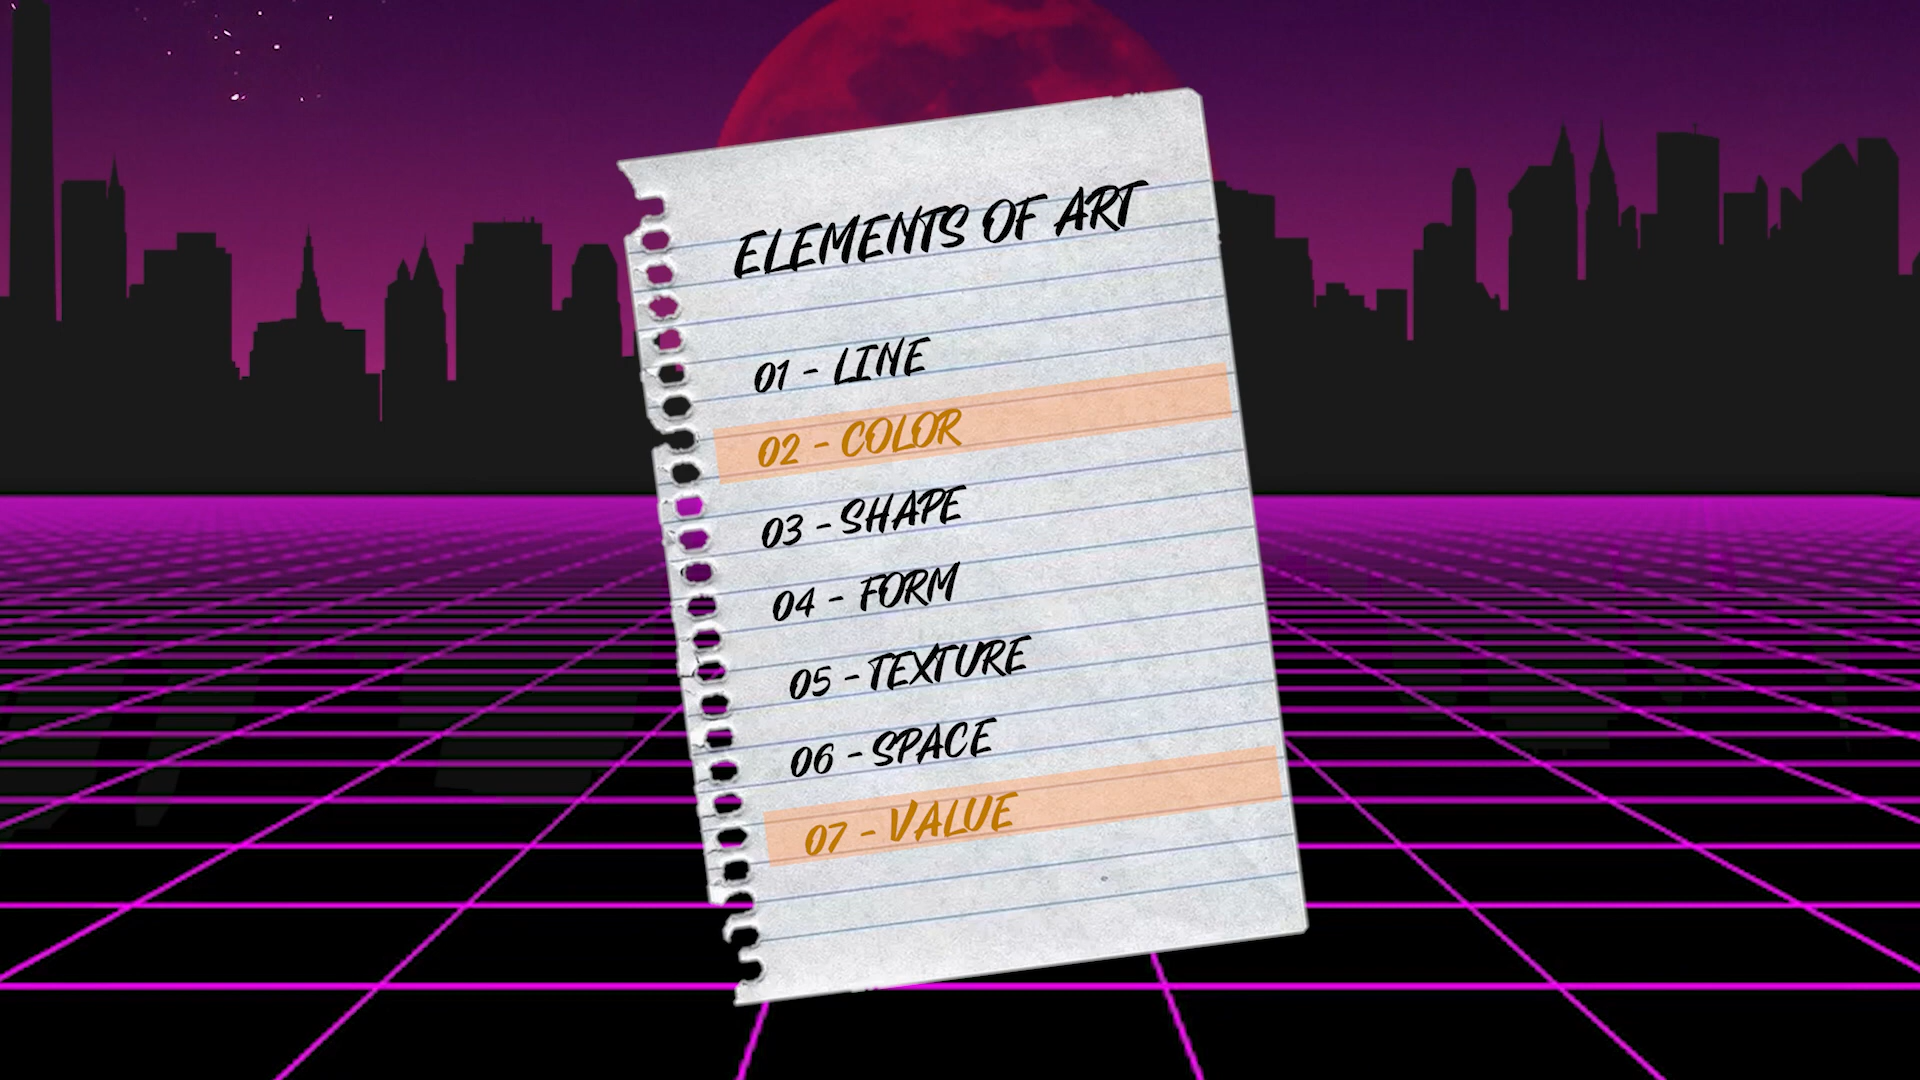 ELEMENTS OF ART
01 - LINE
02 - COLOR
03 - SHAPE
04 - FORM
05 - TEXTURE
06 - SPACE
07 - VALUE